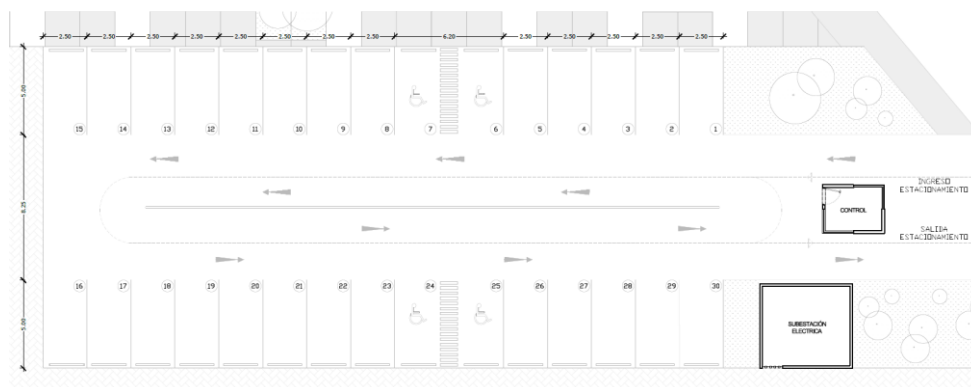 2.50 2.50 2.50 2.50 2.50 2.50 2.50 2.50 6.20 2.50 2.50 2.50 2.50 2.50
5.00
15 14 13 12 11 10 9 8 7 6 5 4 3 2 1
8.25
INGRESO
ESTACIONAMIENTO
CONTROL
SALIDA
ESTACIONAMIENTO
16 17 18 19 20 21 22 23 24 25 26 27 28 29 30
5.00
SUBESTACIÓN
ELECTRICA